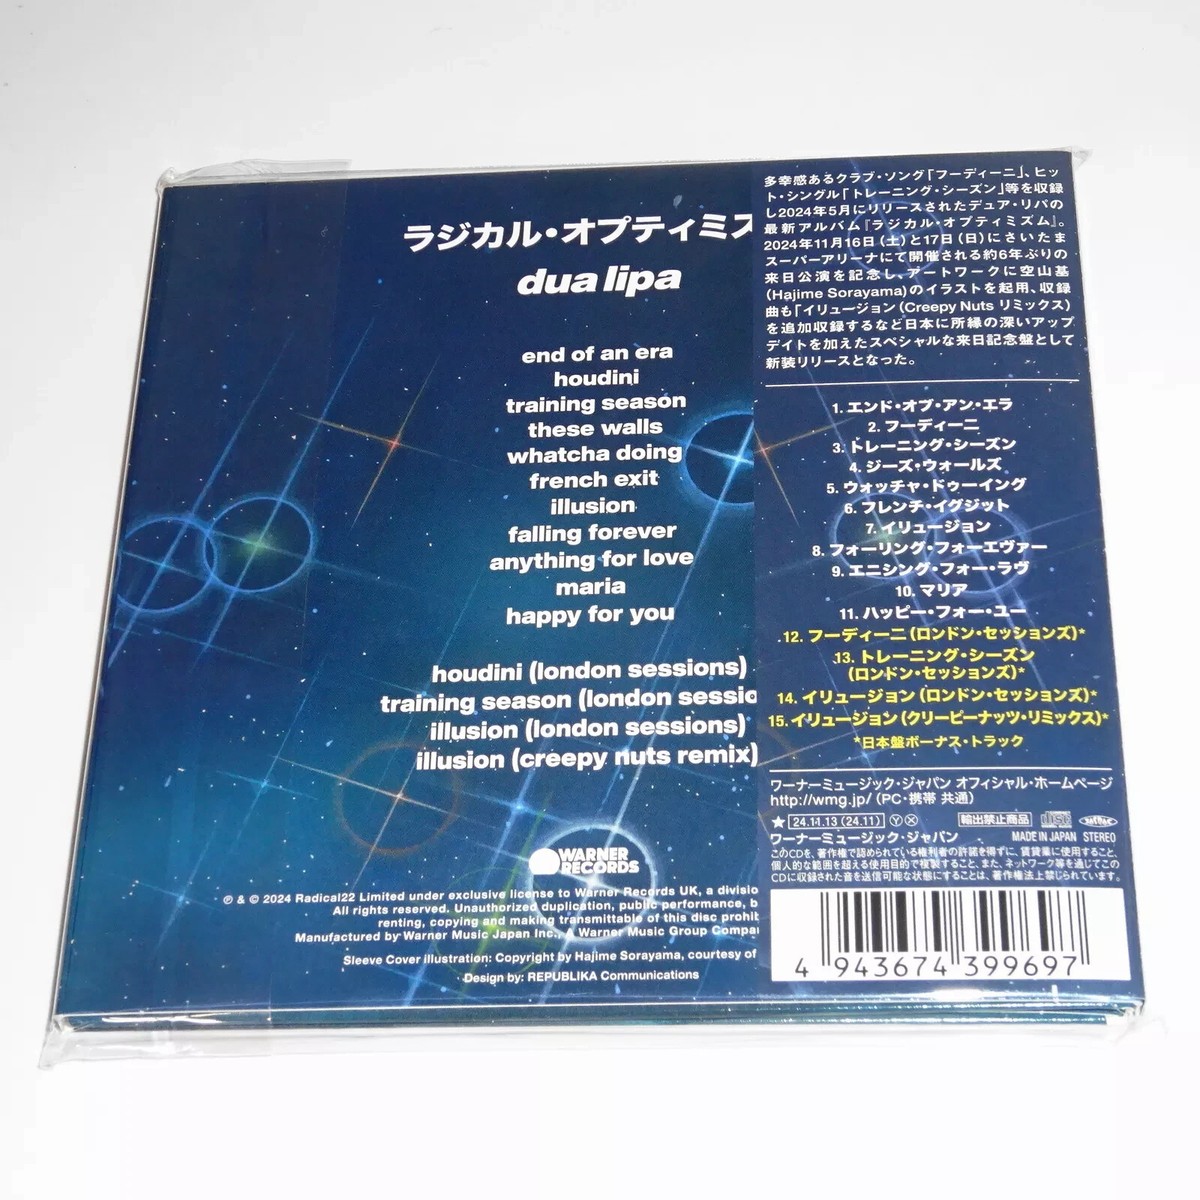 ラジカル・オプティミス
dua lipa
end of an era
houdini
training season
these walls
whatcha doing
french exit
illusion
falling forever
anything for love
maria
happy for you
houdini (london sessions)
training season (london sessio
illusion (london sessions)
illusion (creepy nuts remix)
WARNER
RECORDS
℗ & © 2024 Radical22 Limited under exclusive license to Warner Records UK, a divisio
All rights reserved. Unauthorized duplication, public performance, b
renting, copying and making transmittable of this disc prohib
Manufactured by Warner Music Japan Inc., A Warner Music Group Compa
Sleeve Cover illustration: Copyright by Hajime Sorayama, courtesy of
Design by: REPUBLIKA Communications
多幸感あるクラブ・ソング「フーディーニ」、ヒッ
ト・シングル「トレーニング・シーズン」等を収録
し2024年5月にリリースされたデュア・リパの
最新アルバム『ラジカル・オプティミズム』。
2024年11月16日(土)と17日(日)にさいたま
スーパーアリーナにて開催される約6年ぶりの
来日公演を記念し、アートワークに空山基
(Hajime Sorayama)のイラストを起用、収録
曲も「イリュージョン(Creepy Nuts リミックス)
を追加収録するなど日本に所縁の深いアップ
デイトを加えたスペシャルな来日記念盤として
新装リリースとなった。
1. エンド・オブ・アン・エラ
2. フーディーニ
3. トレーニング・シーズン
4. ジーズ・ウォールズ
5. ウォッチャ・ドゥーイング
6. フレンチ・イグジット
7. イリュージョン
8. フォーリング・フォーエヴァー
9. エニシング・フォー・ラヴ
10. マリア
11. ハッピー・フォー・ユー
12. フーディーニ(ロンドン・セッションズ)*
13. トレーニング・シーズン
(ロンドン・セッションズ)*
14. イリュージョン(ロンドン・セッションズ)*
15. イリュージョン(クリーピーナッツ・リミックス)*
*日本盤ボーナス・トラック
ワーナーミュージック・ジャパン オフィシャル・ホームページ
http://wmg.jp/ (PC・携帯 共通)
★ 24.11.13 (24.11) Ⓨ Ⓧ 輸出禁止商品
ワーナーミュージック・ジャパン MADE IN JAPAN STEREO
このCDを、著作権で認められている権利者の許諾を得ずに、賃貸業に使用すること、
個人的な範囲を超える使用目的で複製すること、また、ネットワーク等を通じてこの
CDに収録された音を送信可能な状態にすることは、著作権法上禁じられています。
4 943674 399697